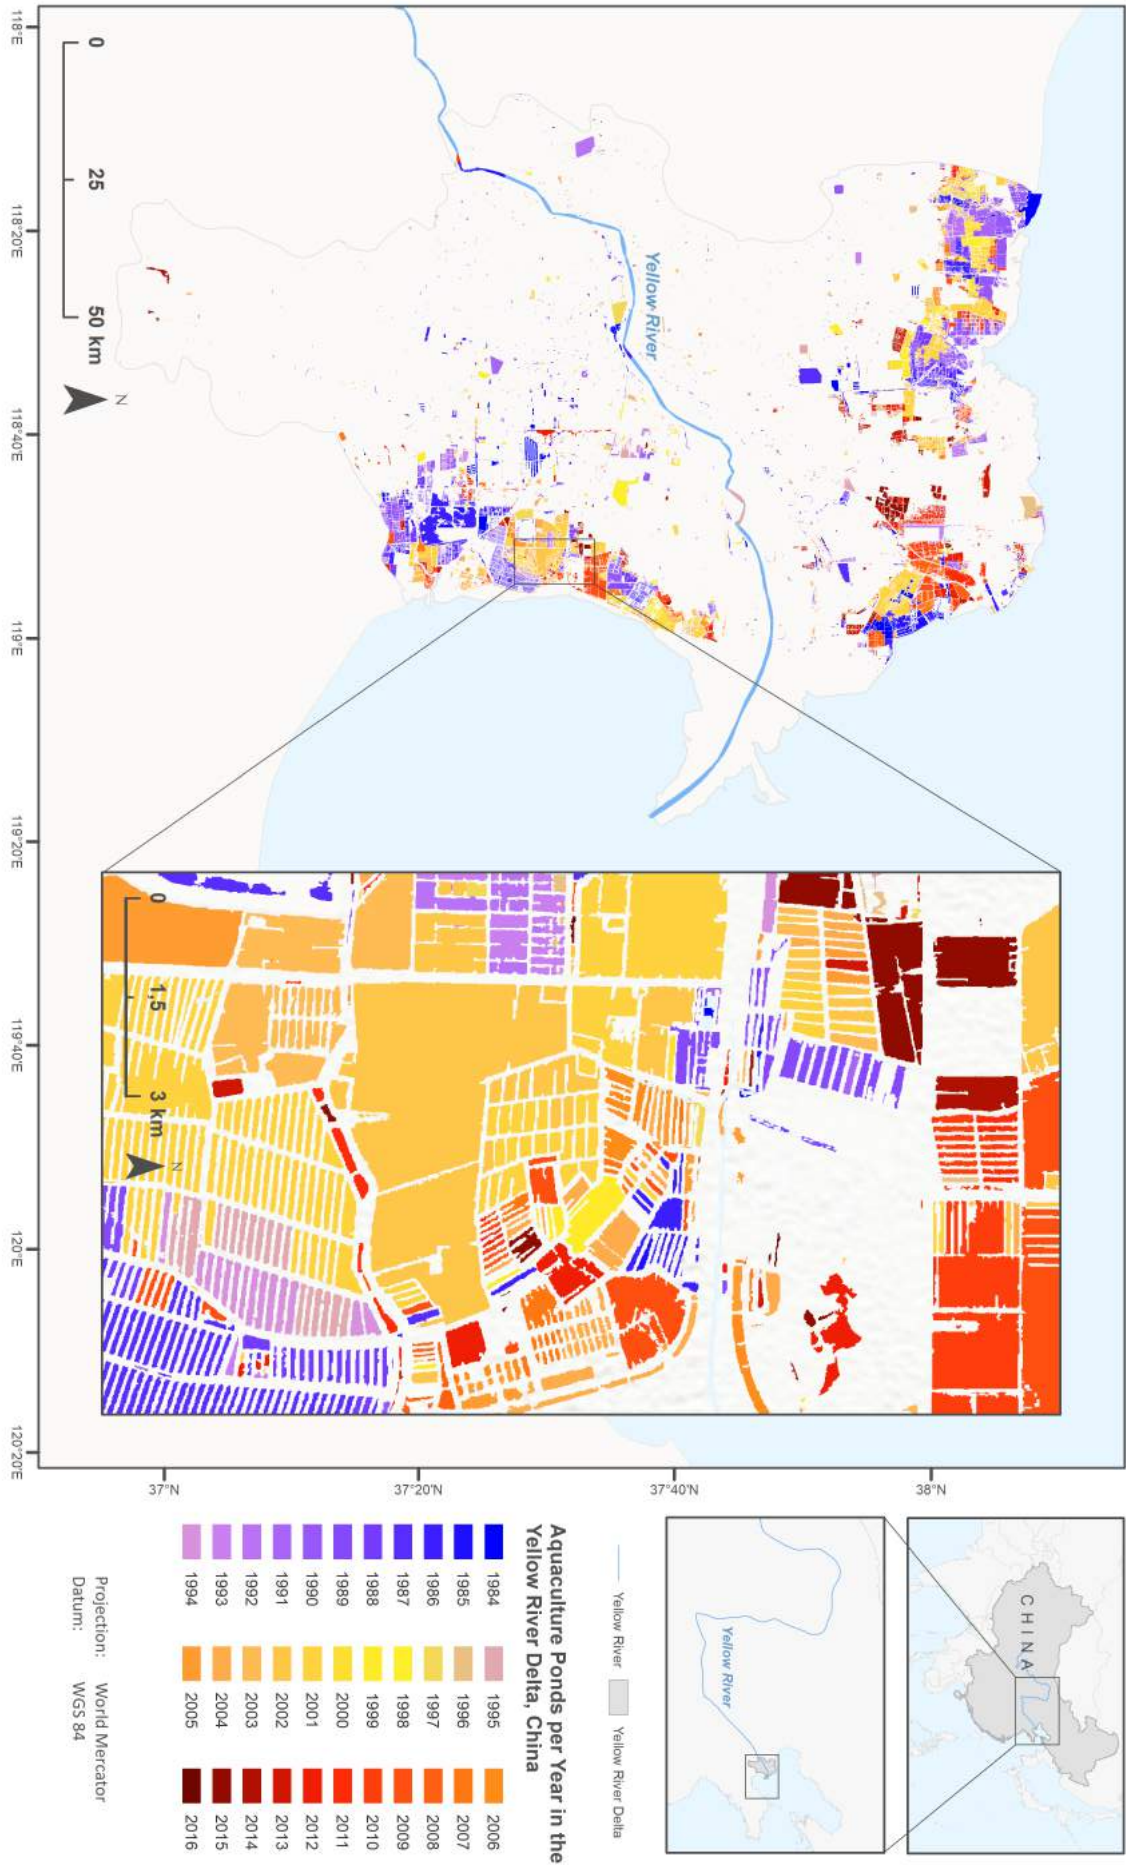 118°E
118°20'E
118°40'E
119°E
119°20'E
119°40'E
120°E
120°20'E
38°N
37°40'N
37°20'N
37°N
Yellow River
0 25 50 km
N
0 1,5 3 km
N
CHINA
Yellow River
Yellow River
Yellow River Delta
Aquaculture Ponds per Year in the
Yellow River Delta, China
1984 1995 2006
1985 1996 2007
1986 1997 2008
1987 1998 2009
1988 1999 2010
1989 2000 2011
1990 2001 2012
1991 2002 2013
1992 2003 2014
1993 2004 2015
1994 2005 2016
Projection: World Mercator
Datum: WGS 84